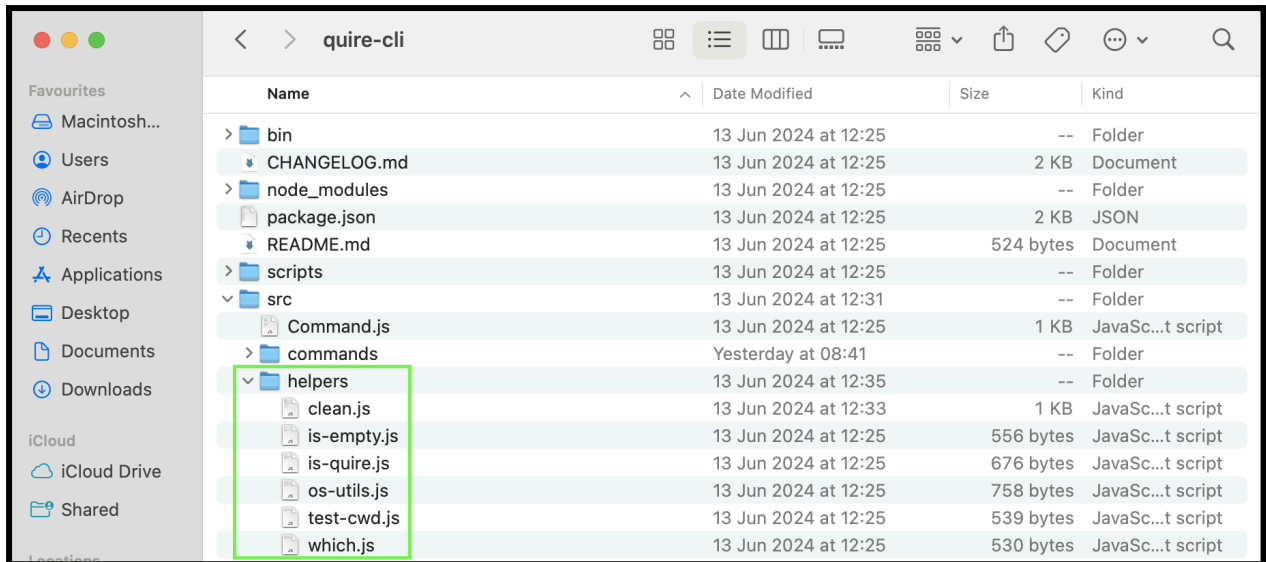 quire-cli
Favourites
Macintosh...
Users
AirDrop
Recents
Applications
Desktop
Documents
Downloads
iCloud
iCloud Drive
Shared
Locations
Name Date Modified Size Kind
bin 13 Jun 2024 at 12:25 -- Folder
CHANGELOG.md 13 Jun 2024 at 12:25 2 KB Document
node_modules 13 Jun 2024 at 12:25 -- Folder
package.json 13 Jun 2024 at 12:25 2 KB JSON
README.md 13 Jun 2024 at 12:25 524 bytes Document
scripts 13 Jun 2024 at 12:25 -- Folder
src 13 Jun 2024 at 12:31 -- Folder
Command.js 13 Jun 2024 at 12:25 1 KB JavaSc...t script
commands Yesterday at 08:41 -- Folder
helpers 13 Jun 2024 at 12:35 -- Folder
clean.js 13 Jun 2024 at 12:33 1 KB JavaSc...t script
is-empty.js 13 Jun 2024 at 12:25 556 bytes JavaSc...t script
is-quire.js 13 Jun 2024 at 12:25 676 bytes JavaSc...t script
os-utils.js 13 Jun 2024 at 12:25 758 bytes JavaSc...t script
test-cwd.js 13 Jun 2024 at 12:25 539 bytes JavaSc...t script
which.js 13 Jun 2024 at 12:25 530 bytes JavaSc...t script